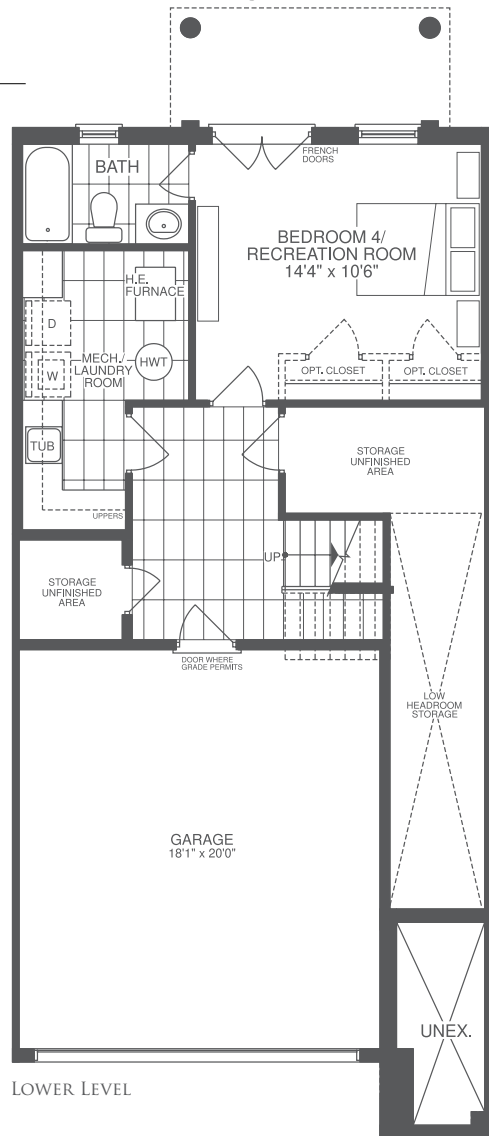 BATH
FRENCH
DOORS
BEDROOM 4/
RECREATION ROOM
14'4" x 10'6"
H.E.
FURNACE
D
W
MECH./
LAUNDRY
ROOM
HWT
OPT. CLOSET
OPT. CLOSET
TUB
STORAGE
UNFINISHED
AREA
UPPERS
UP
STORAGE
UNFINISHED
AREA
DOOR WHERE
GRADE PERMITS
LOW
HEADROOM
STORAGE
GARAGE
18'1" x 20'0"
UNEX.
LOWER LEVEL